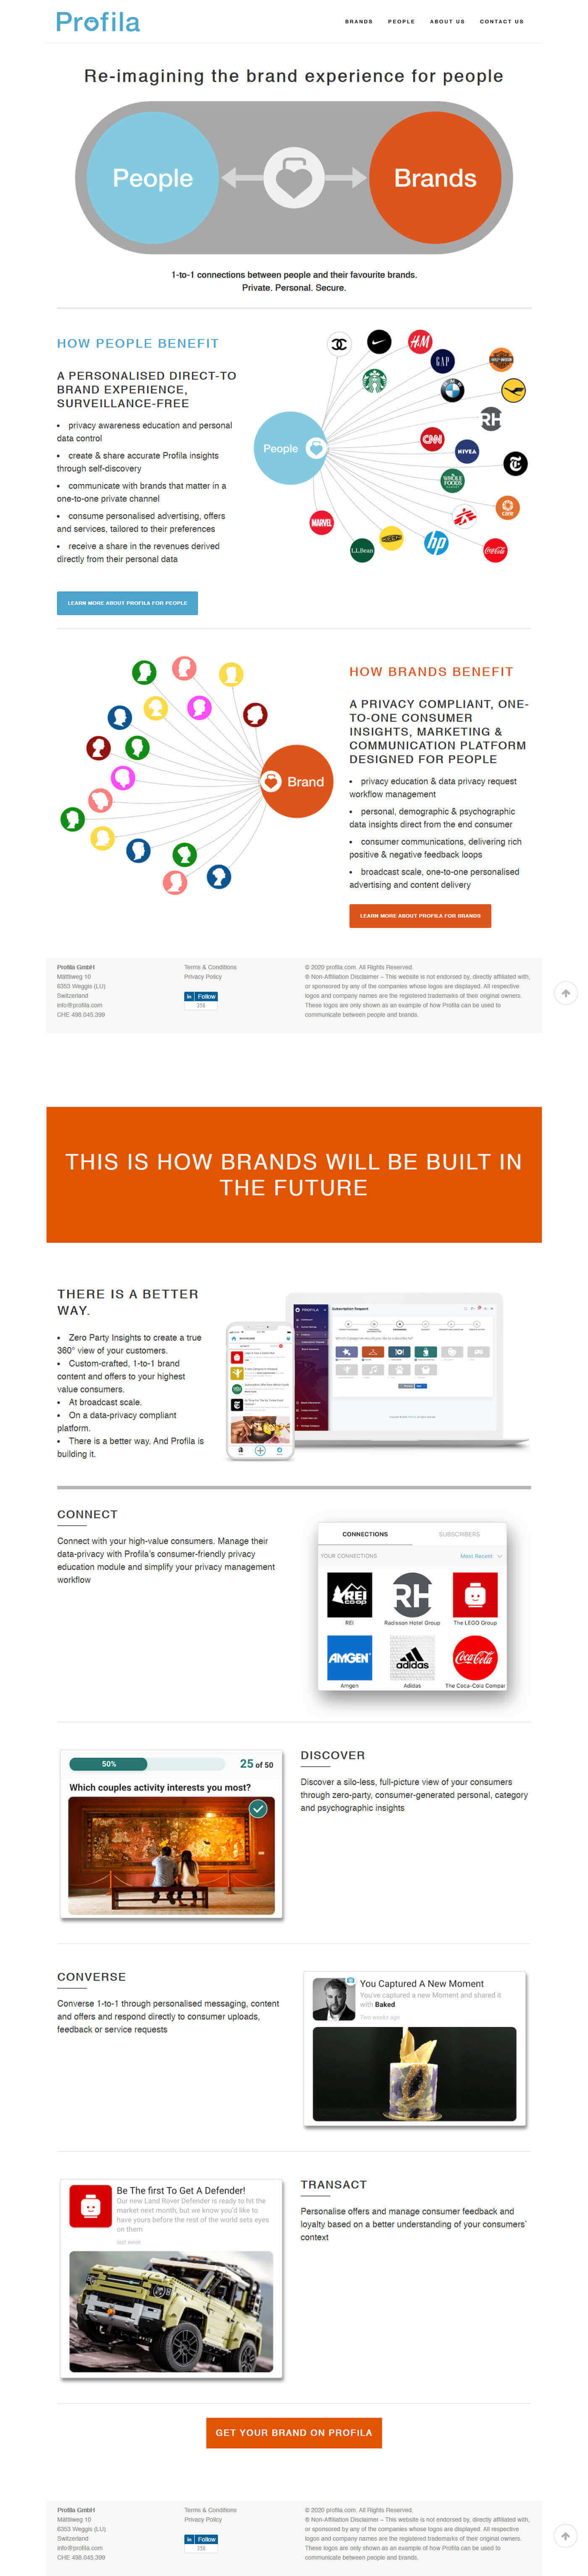 Profila
BRANDS PEOPLE ABOUT US CONTACT US
Re-imagining the brand experience for people
People
Brands
1-to-1 connections between people and their favourite brands.
Private. Personal. Secure.
HOW PEOPLE BENEFIT
A PERSONALISED DIRECT-TO
BRAND EXPERIENCE,
SURVEILLANCE-FREE
• privacy awareness education and personal
data control
• create & share accurate Profila insights
through self-discovery
• communicate with brands that matter in a
one-to-one private channel
• consume personalised advertising, offers
and services, tailored to their preferences
• receive a share in the revenues derived
directly from their personal data
LEARN MORE ABOUT PROFILA FOR PEOPLE
H&M
GAP
RH
CNN
NIVEA
People
WHOLE
FOODS
care
MARVEL
L.L.Bean
KEEN
hp
Coca-Cola
HOW BRANDS BENEFIT
A PRIVACY COMPLIANT, ONE-
TO-ONE CONSUMER
INSIGHTS, MARKETING &
COMMUNICATION PLATFORM
DESIGNED FOR PEOPLE
• privacy education & data privacy request
workflow management
• personal, demographic & psychographic
data insights direct from the end consumer
• consumer communications, delivering rich
positive & negative feedback loops
• broadcast scale, one-to-one personalised
advertising and content delivery
LEARN MORE ABOUT PROFILA FOR BRANDS
Brand
Profila GmbH
Mättliweg 10
6353 Weggis (LU)
Switzerland
info@profila.com
CHE 498.045.399
Terms & Conditions
Privacy Policy
in Follow
358
© 2020 profila.com. All Rights Reserved.
® Non-Affiliation Disclaimer – This website is not endorsed by, directly affiliated with,
or sponsored by any of the companies whose logos are displayed. All respective
logos and company names are the registered trademarks of their original owners.
These logos are only shown as an example of how Profila can be used to
communicate between people and brands.
THIS IS HOW BRANDS WILL BE BUILT IN
THE FUTURE
THERE IS A BETTER
WAY.
• Zero Party Insights to create a true
360° view of your customers.
• Custom-crafted, 1-to-1 brand
content and offers to your highest
value consumers.
• At broadcast scale.
• On a data-privacy compliant
platform.
• There is a better way. And Profila is
building it.
PROFILA
Subscription Request
CONNECT
Connect with your high-value consumers. Manage their
data-privacy with Profila's consumer-friendly privacy
education module and simplify your privacy management
workflow
CONNECTIONS
SUBSCRIBERS
YOUR CONNECTIONS
Most Recent
REI
CO·OP
RH
REI
Radisson Hotel Group
The LEGO Group
AMGEN
adidas
Coca-Cola
Amgen
Adidas
The Coca-Cola Compar
50%
25 of 50
Which couples activity interests you most?
DISCOVER
Discover a silo-less, full-picture view of your consumers
through zero-party, consumer-generated personal, category
and psychographic insights
CONVERSE
Converse 1-to-1 through personalised messaging, content
and offers and respond directly to consumer uploads,
feedback or service requests
You Captured A New Moment
You've captured a new Moment and shared it
with Baked
Two weeks ago
Be The first To Get A Defender!
Our new Land Rover Defender is ready to hit the
market next month, but we know you'd like to
have yours before the rest of the world sets eyes
on them
last week
TRANSACT
Personalise offers and manage consumer feedback and
loyalty based on a better understanding of your consumers'
context
GET YOUR BRAND ON PROFILA
Profila GmbH
Mättliweg 10
6353 Weggis (LU)
Switzerland
info@profila.com
CHE 498.045.399
Terms & Conditions
Privacy Policy
in Follow
358
© 2020 profila.com. All Rights Reserved.
® Non-Affiliation Disclaimer – This website is not endorsed by, directly affiliated with,
or sponsored by any of the companies whose logos are displayed. All respective
logos and company names are the registered trademarks of their original owners.
These logos are only shown as an example of how Profila can be used to
communicate between people and brands.